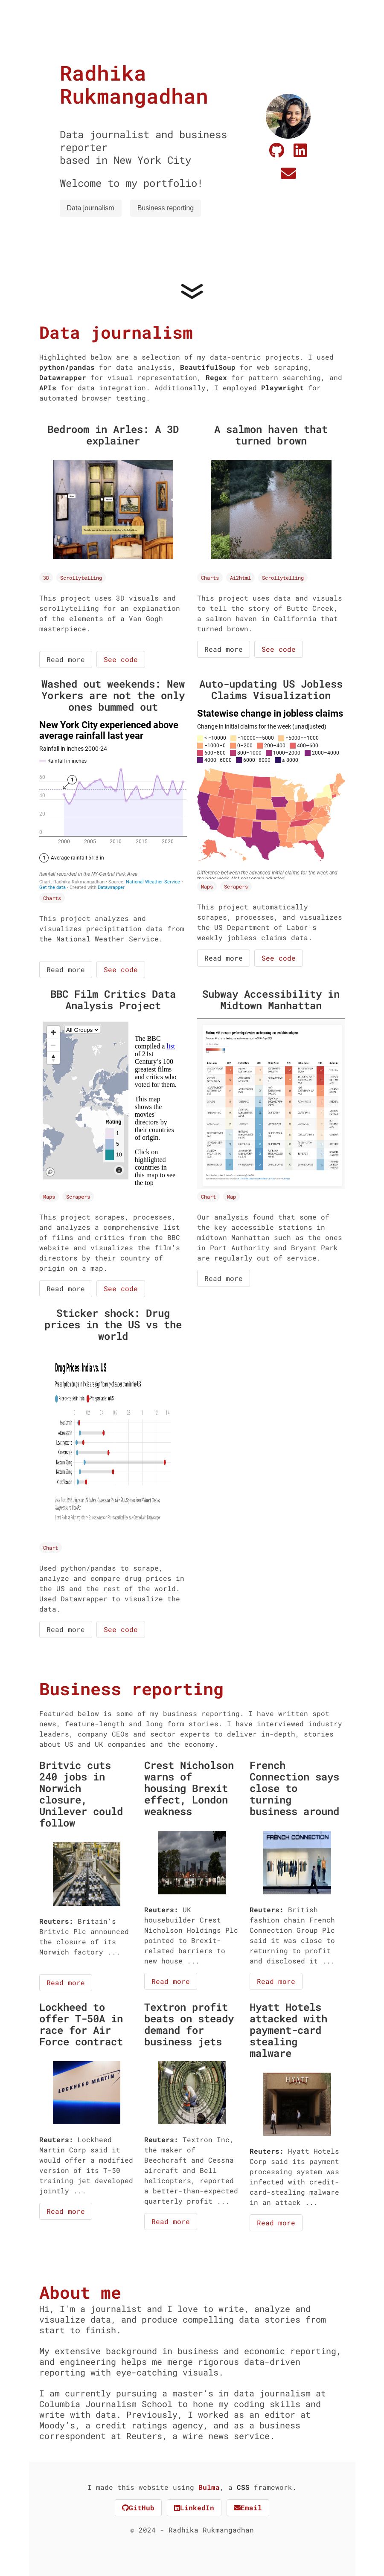 Radhika
Rukmangadhan
Data journalist and business
reporter
based in New York City
Welcome to my portfolio!
Data journalism
Business reporting
Data journalism
Highlighted below are a selection of my data-centric projects. I used
python/pandas for data analysis, BeautifulSoup for web scraping,
Datawrapper for visual representation, Regex for pattern searching, and
APIs for data integration. Additionally, I employed Playwright for
automated browser testing.
Bedroom in Arles: A 3D
explainer
3D
Scrollytelling
This project uses 3D visuals and
scrollytelling for an explanation
of the elements of a Van Gogh
masterpiece.
Read more
See code
A salmon haven that
turned brown
Charts
Ai2html
Scrollytelling
This project uses data and visuals
to tell the story of Butte Creek,
a salmon haven in California that
turned brown.
Read more
See code
Washed out weekends: New
Yorkers are not the only
ones bummed out
New York City experienced above
average rainfall last year
Rainfall in inches 2000-24
Rainfall in inches
60
40
20
0
1
2000
2005
2010
2015
2020
1 Average rainfall 51.3 in
Rainfall recorded in the NY-Central Park Area
Chart: Radhika Rukmangadhan • Source: National Weather Service •
Get the data • Created with Datawrapper
Charts
This project analyzes and
visualizes precipitation data from
the National Weather Service.
Read more
See code
Auto-updating US Jobless
Claims Visualization
Statewide change in jobless claims
Change in initial claims for the week (unadjusted)
< −10000
−10000–−5000
−5000–−1000
−1000–0
0–200
200–400
400–600
600–800
800–1000
1000–2000
2000–4000
4000–6000
6000–8000
≥ 8000
Difference between the advanced initial claims for the week and
Maps
Scrapers
This project automatically
scrapes, processes, and visualizes
the US Department of Labor's
weekly jobless claims data.
Read more
See code
BBC Film Critics Data
Analysis Project
All Groups
Rating
1
5
10
The BBC
compiled a list
of 21st
Century's 100
greatest films
and critics who
voted for them.
This map
shows the
movies'
directors by
their countries
of origin.
Click on
highlighted
countries in
this map to see
the top
Maps
Scrapers
This project scrapes, processes,
and analyzes a comprehensive list
of films and critics from the BBC
website and visualizes the film's
directors by their country of
origin on a map.
Read more
See code
Subway Accessibility in
Midtown Manhattan
Chart
Map
Our analysis found that some of
the key accessible stations in
midtown Manhattan such as the ones
in Port Authority and Bryant Park
are regularly out of service.
Read more
Sticker shock: Drug
prices in the US vs the
world
Drug Prices: India vs. US
Chart
Used python/pandas to scrape,
analyze and compare drug prices in
the US and the rest of the world.
Used Datawrapper to visualize the
data.
Read more
See code
Business reporting
Featured below is some of my business reporting. I have written spot
news, feature-length and long form stories. I have interviewed industry
leaders, company CEOs and sector experts to deliver in-depth, stories
about US and UK companies and the economy.
Britvic cuts
240 jobs in
Norwich
closure,
Unilever could
follow
Reuters: Britain's
Britvic Plc announced
the closure of its
Norwich factory ...
Read more
Crest Nicholson
warns of
housing Brexit
effect, London
weakness
Reuters: UK
housebuilder Crest
Nicholson Holdings Plc
pointed to Brexit-
related barriers to
new house ...
Read more
French
Connection says
close to
turning
business around
FRENCH CONNECTION
Reuters: British
fashion chain French
Connection Group Plc
said it was close to
returning to profit
and disclosed it ...
Read more
Lockheed to
offer T-50A in
race for Air
Force contract
LOCKHEED MARTIN
Reuters: Lockheed
Martin Corp said it
would offer a modified
version of its T-50
training jet developed
jointly ...
Read more
Textron profit
beats on steady
demand for
business jets
Reuters: Textron Inc,
the maker of
Beechcraft and Cessna
aircraft and Bell
helicopters, reported
a better-than-expected
quarterly profit ...
Read more
Hyatt Hotels
attacked with
payment-card
stealing
malware
HYATT
Reuters: Hyatt Hotels
Corp said its payment
processing system was
infected with credit-
card-stealing malware
in an attack ...
Read more
About me
Hi, I'm a journalist and I love to write, analyze and
visualize data, and produce compelling data stories from
start to finish.
My extensive background in business and economic reporting,
and engineering helps me merge rigorous data-driven
reporting with eye-catching visuals.
I am currently pursuing a master's in data journalism at
Columbia Journalism School to hone my coding skills and
write with data. Previously, I worked as an editor at
Moody's, a credit ratings agency, and as a business
correspondent at Reuters, a wire news service.
I made this website using Bulma, a CSS framework.
GitHub
LinkedIn
Email
© 2024 - Radhika Rukmangadhan